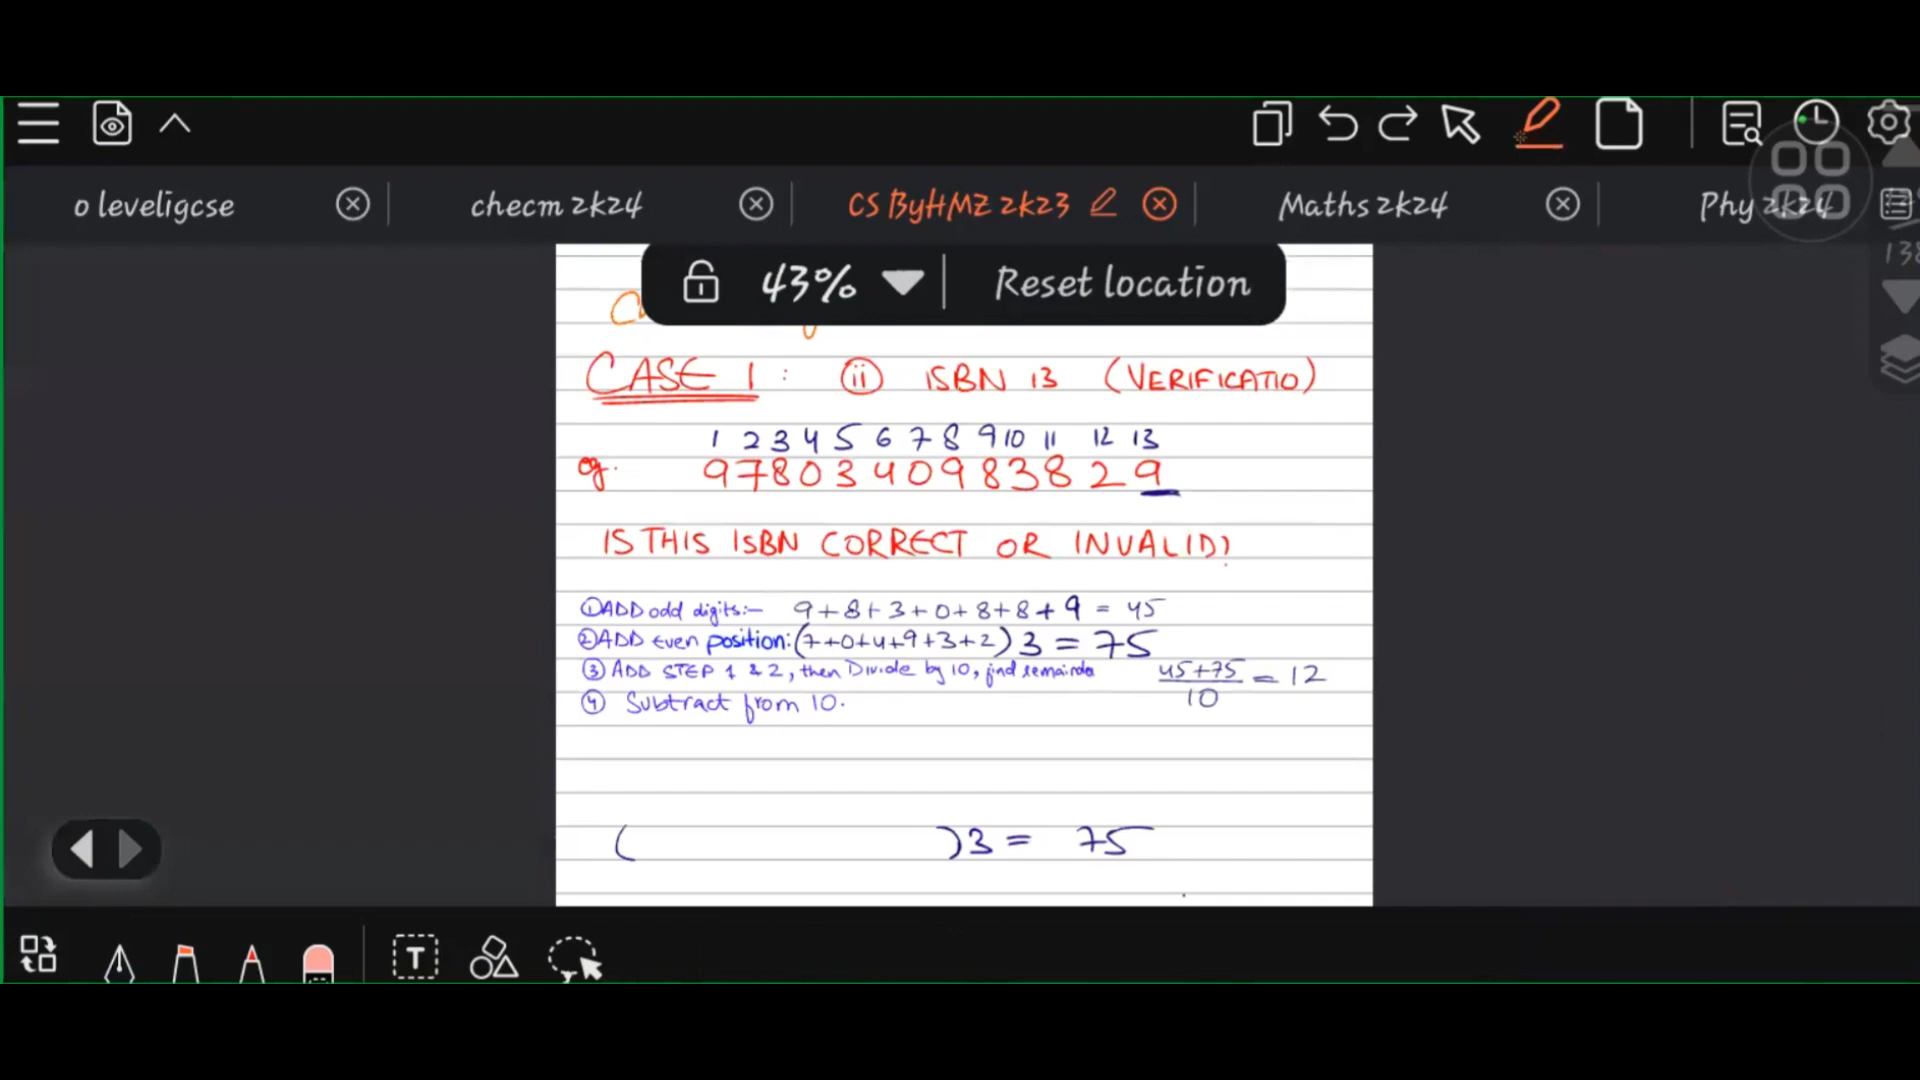 o leveligcse checm 2k24 CS ByHMZ 2k23 Maths 2k24 Phy 2k24
43% Reset location
CASE 1 : (ii) ISBN 13 (VERIFICATIO)
1 2 3 4 5 6 7 8 9 10 11 12 13
eg. 9 7 8 0 3 4 0 9 8 3 8 2 9
IS THIS ISBN CORRECT OR INVALID?
① ADD odd digits:- 9+8+3+0+8+8+9 = 45
② ADD Even position: (7+0+4+9+3+2) 3 = 75
③ ADD STEP 1 & 2, then Divide by 10, find remainder 45+75 / 10 = 12
④ Subtract from 10.
( ) 3 = 75
T